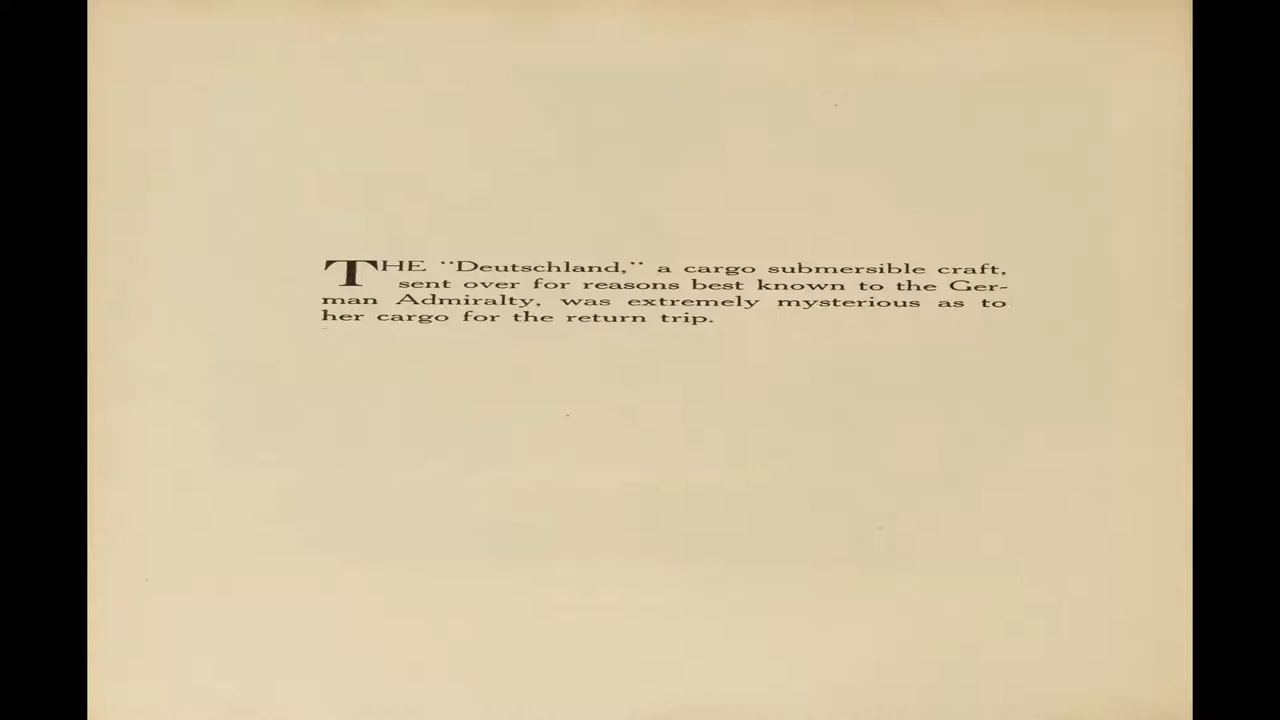 THE "Deutschland," a cargo submersible craft,
sent over for reasons best known to the Ger-
man Admiralty, was extremely mysterious as to
her cargo for the return trip.